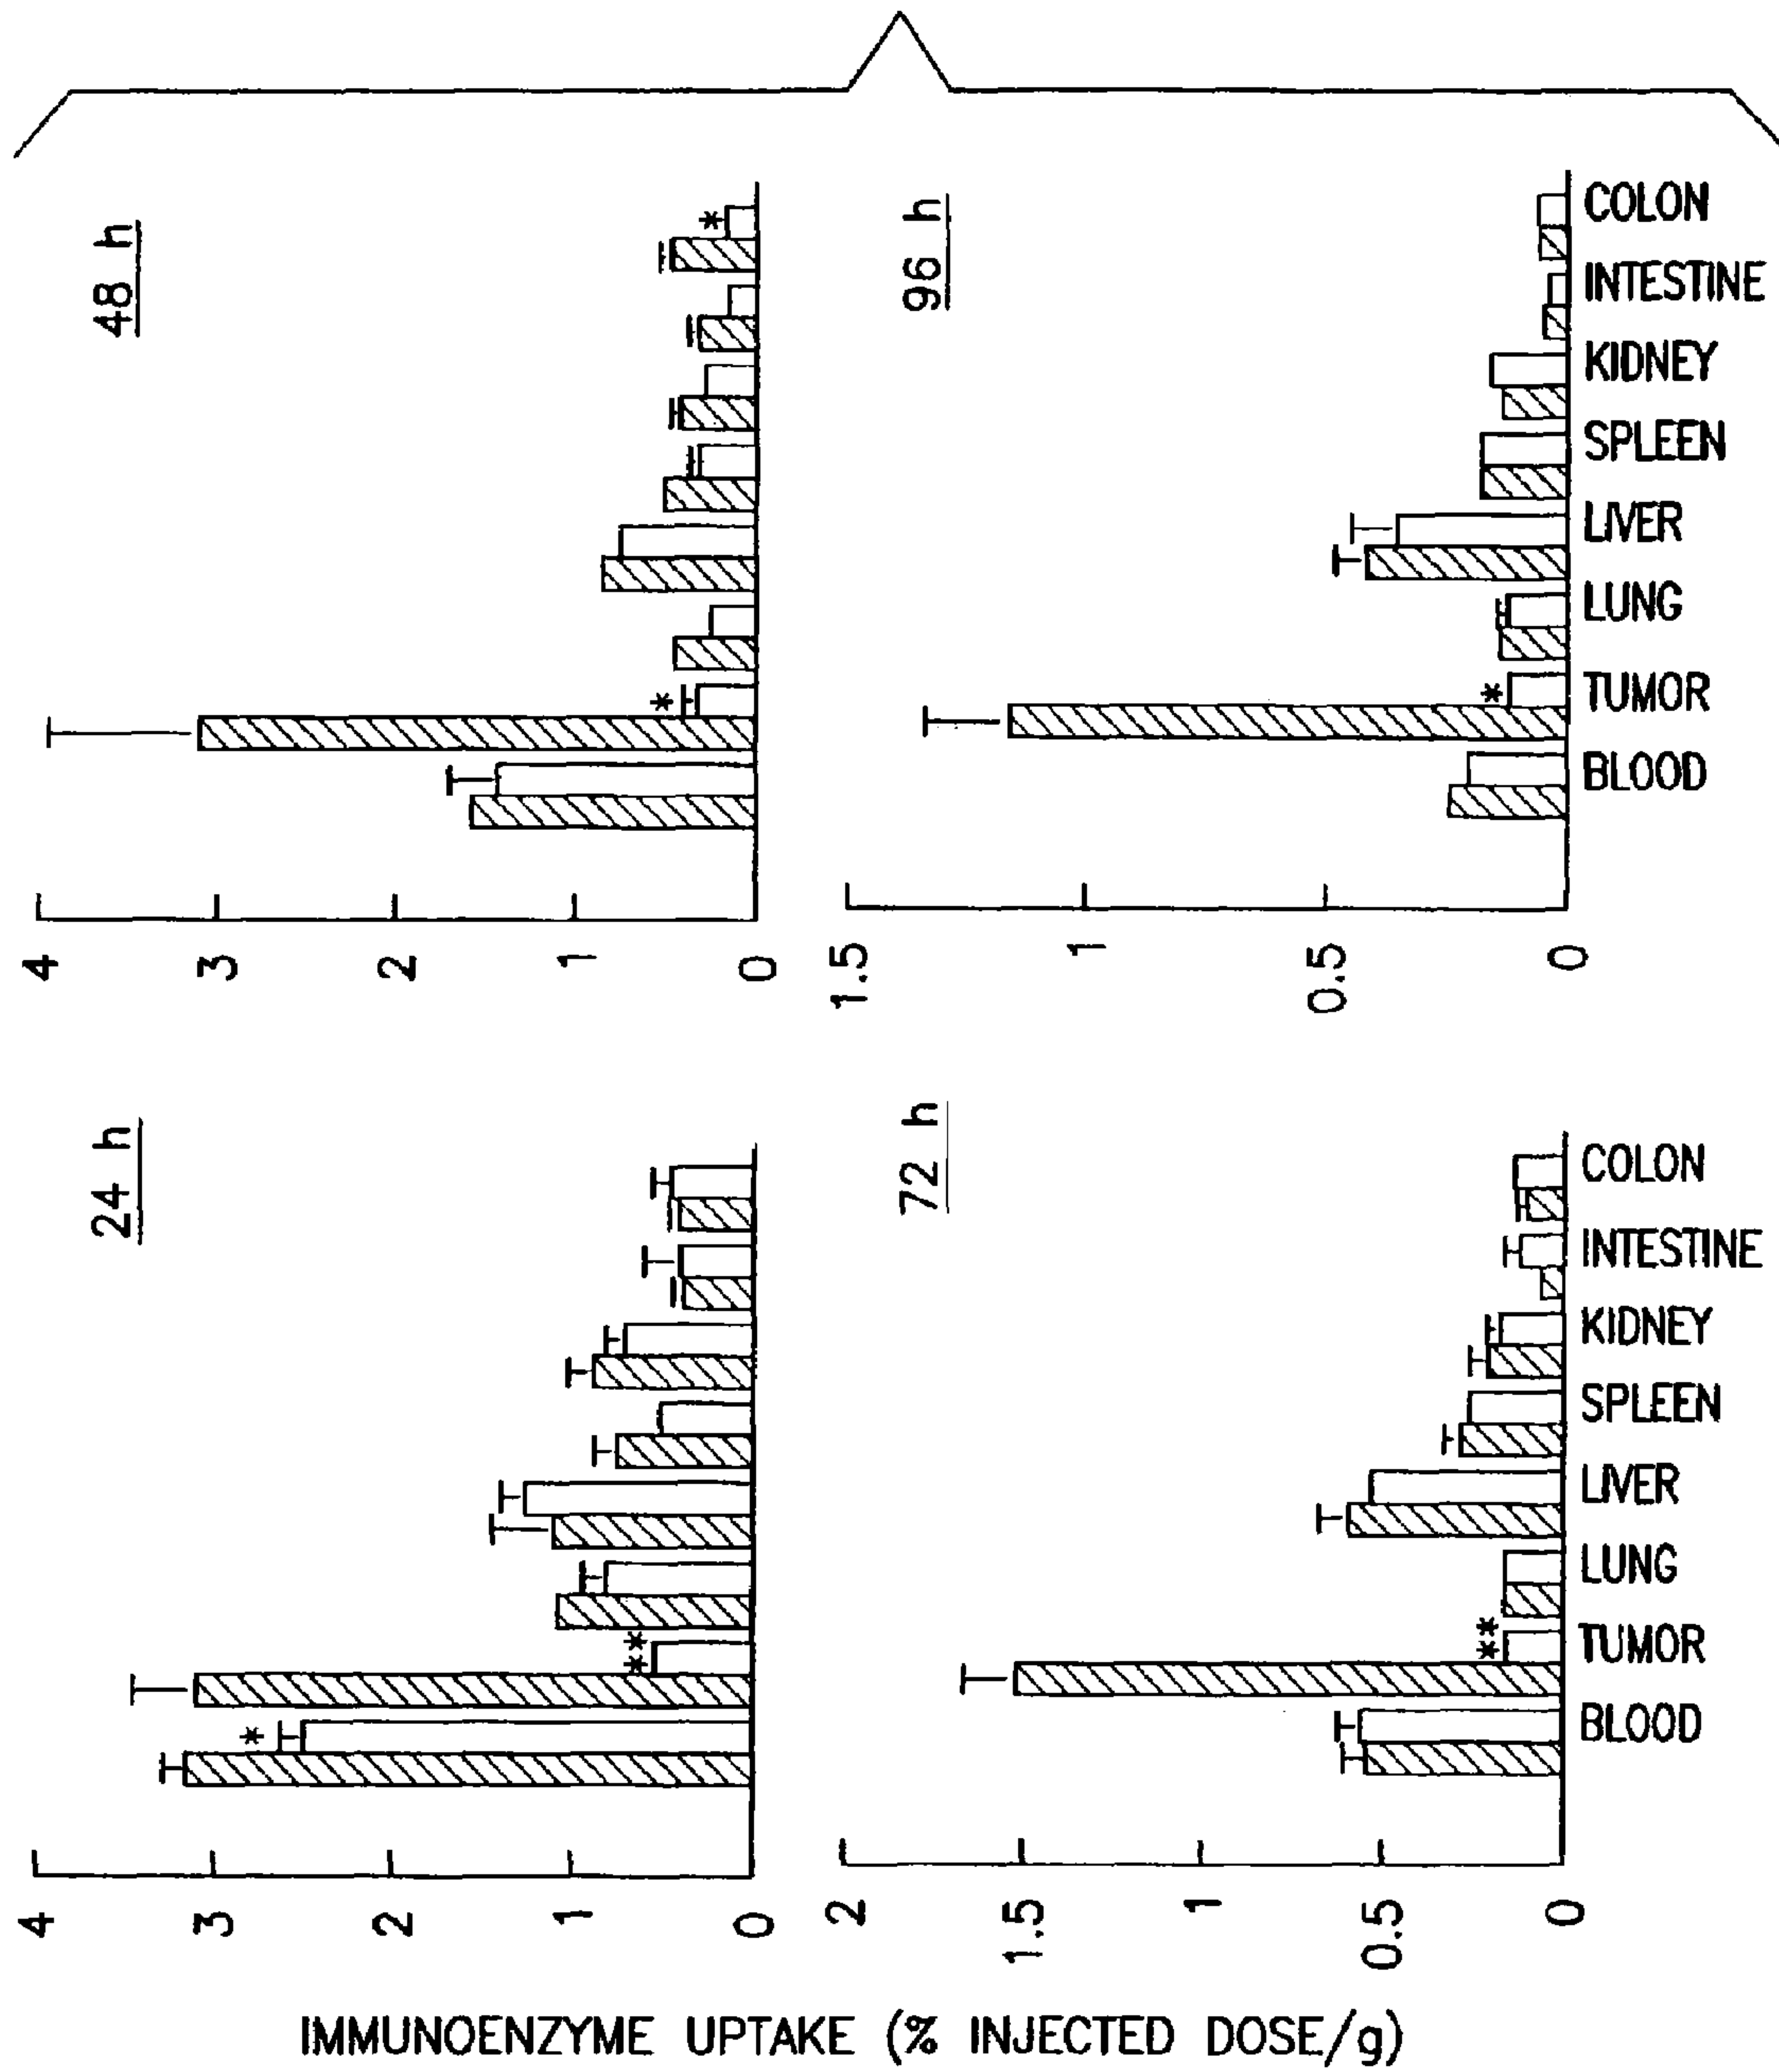 IMMUNOENZYME UPTAKE (% INJECTED DOSE/g)
24 h
4
3
2
1
0
**
*
48 h
4
3
2
1
0
*
*
72 h
2
1.5
1
0.5
0
**
BLOOD
TUMOR
LUNG
LIVER
SPLEEN
KIDNEY
INTESTINE
COLON
96 h
1.5
1
0.5
0
*
BLOOD
TUMOR
LUNG
LIVER
SPLEEN
KIDNEY
INTESTINE
COLON